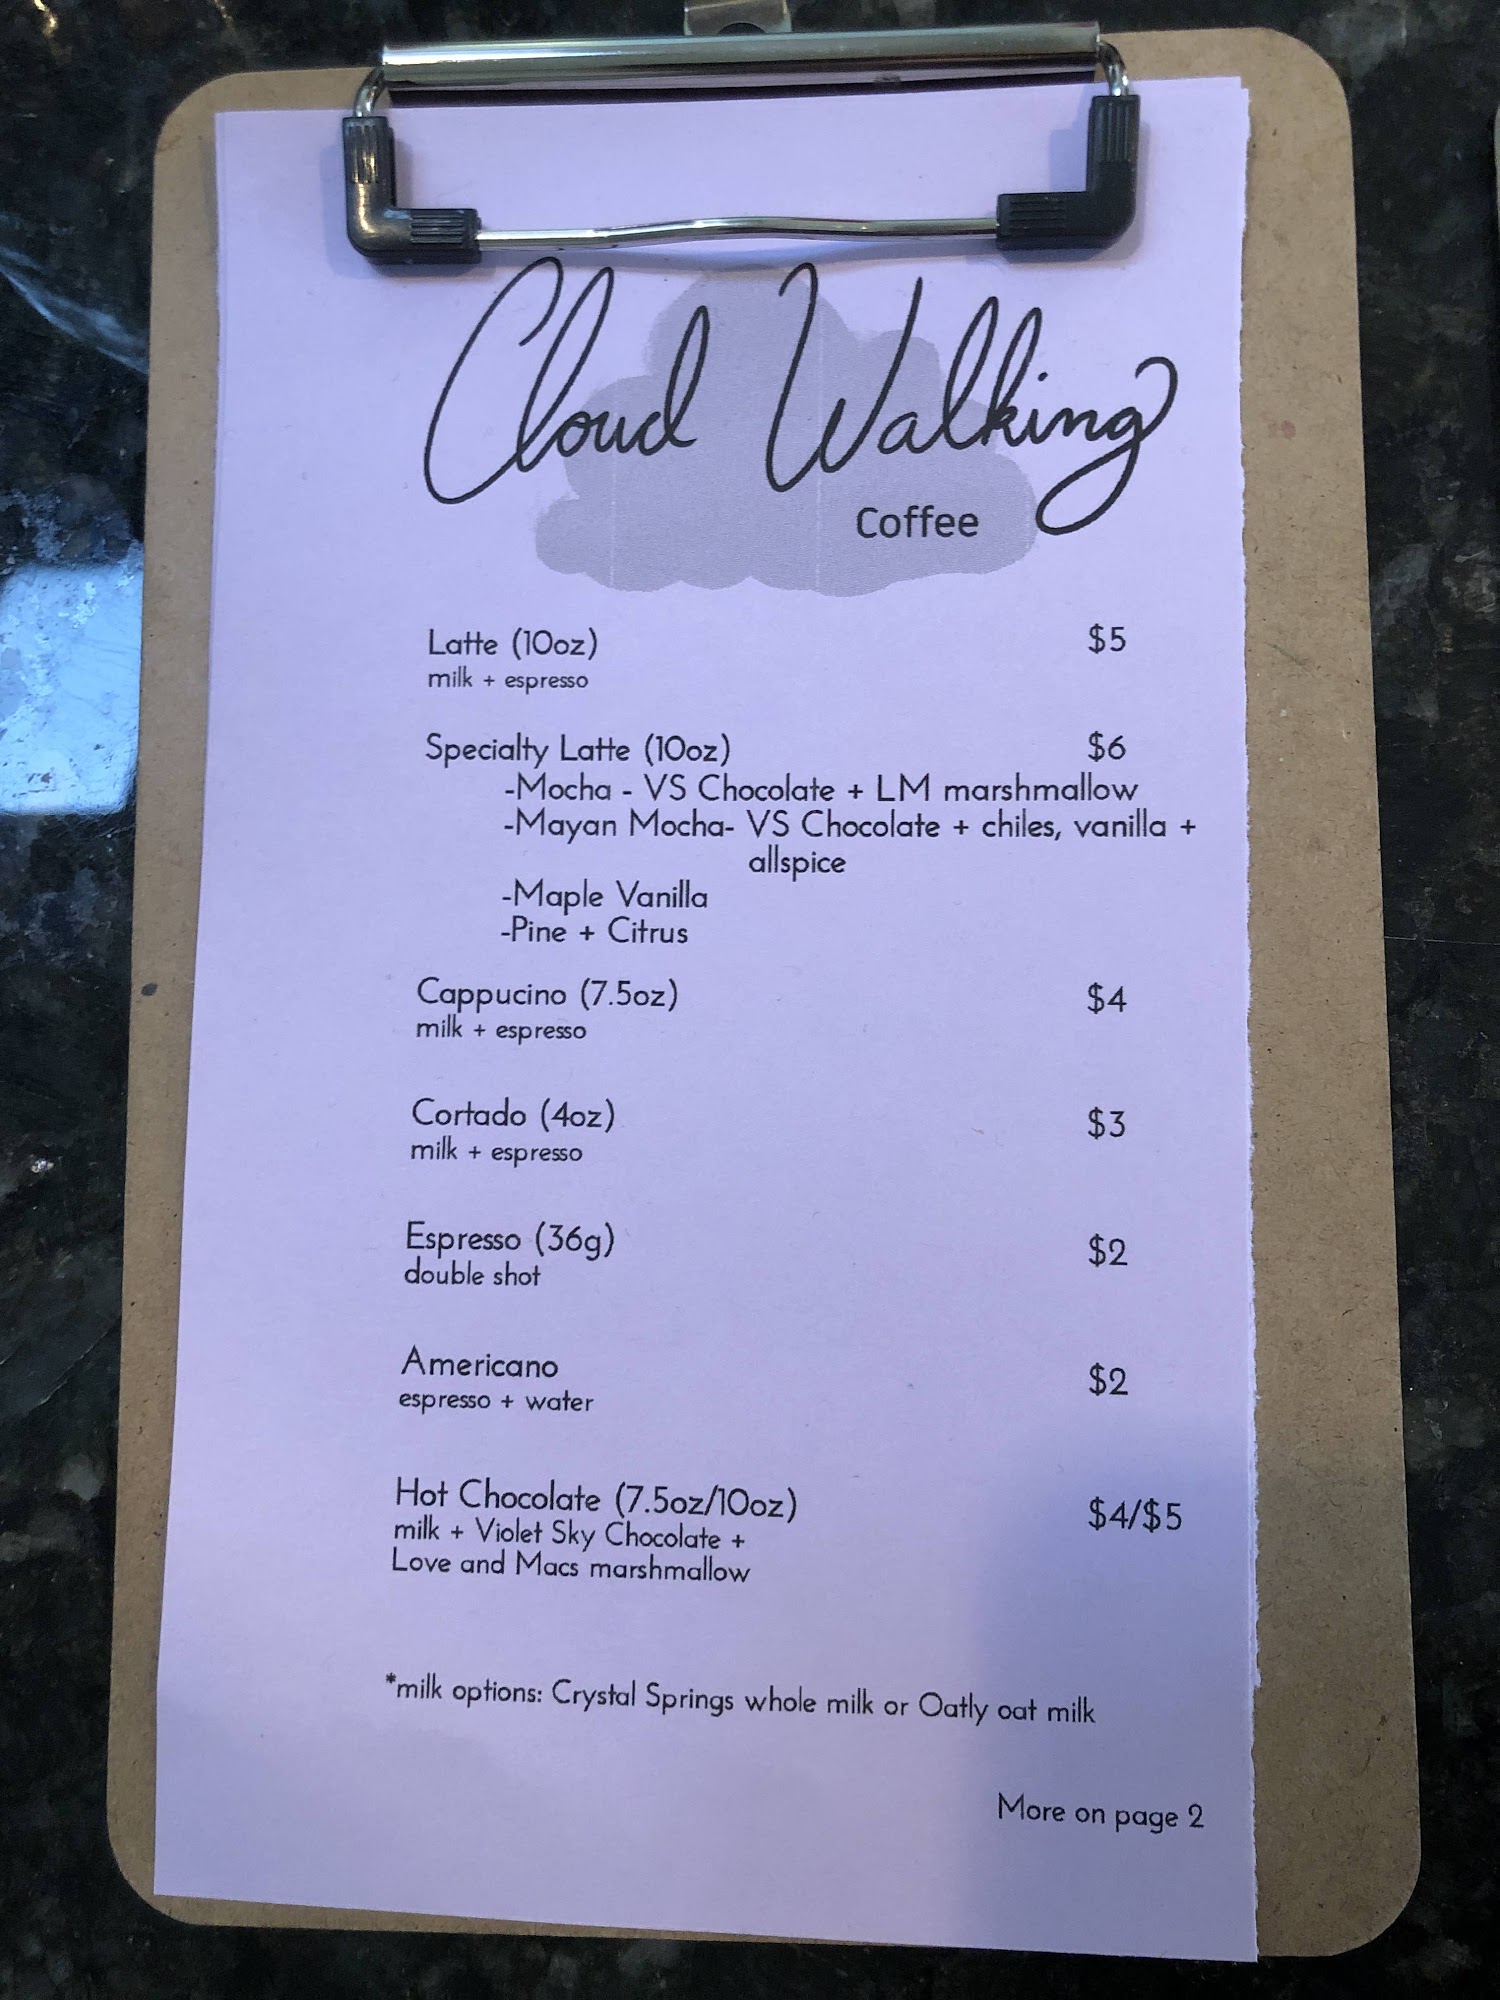 Cloud Walking
Coffee
Latte (10oz) $5
milk + espresso
Specialty Latte (10oz) $6
-Mocha - VS Chocolate + LM marshmallow
-Mayan Mocha- VS Chocolate + chiles, vanilla +
allspice
-Maple Vanilla
-Pine + Citrus
Cappucino (7.5oz) $4
milk + espresso
Cortado (4oz) $3
milk + espresso
Espresso (36g) $2
double shot
Americano $2
espresso + water
Hot Chocolate (7.5oz/10oz) $4/$5
milk + Violet Sky Chocolate +
Love and Macs marshmallow
*milk options: Crystal Springs whole milk or Oatly oat milk
More on page 2